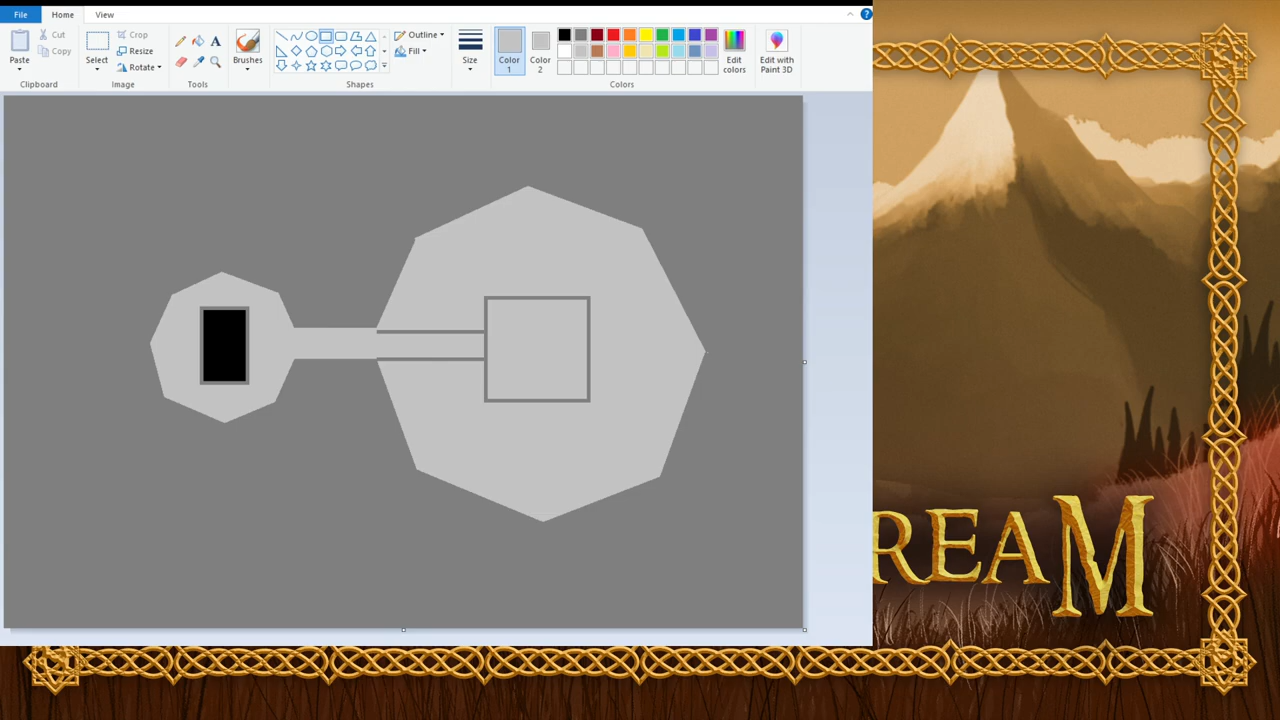 File Home View
Paste
Cut
Copy
Clipboard
Select
Crop
Resize
Rotate
Image
Tools
Brushes
Shapes
Outline
Fill
Size
Color 1
Color 2
Edit colors
Colors
Edit with Paint 3D
REAM